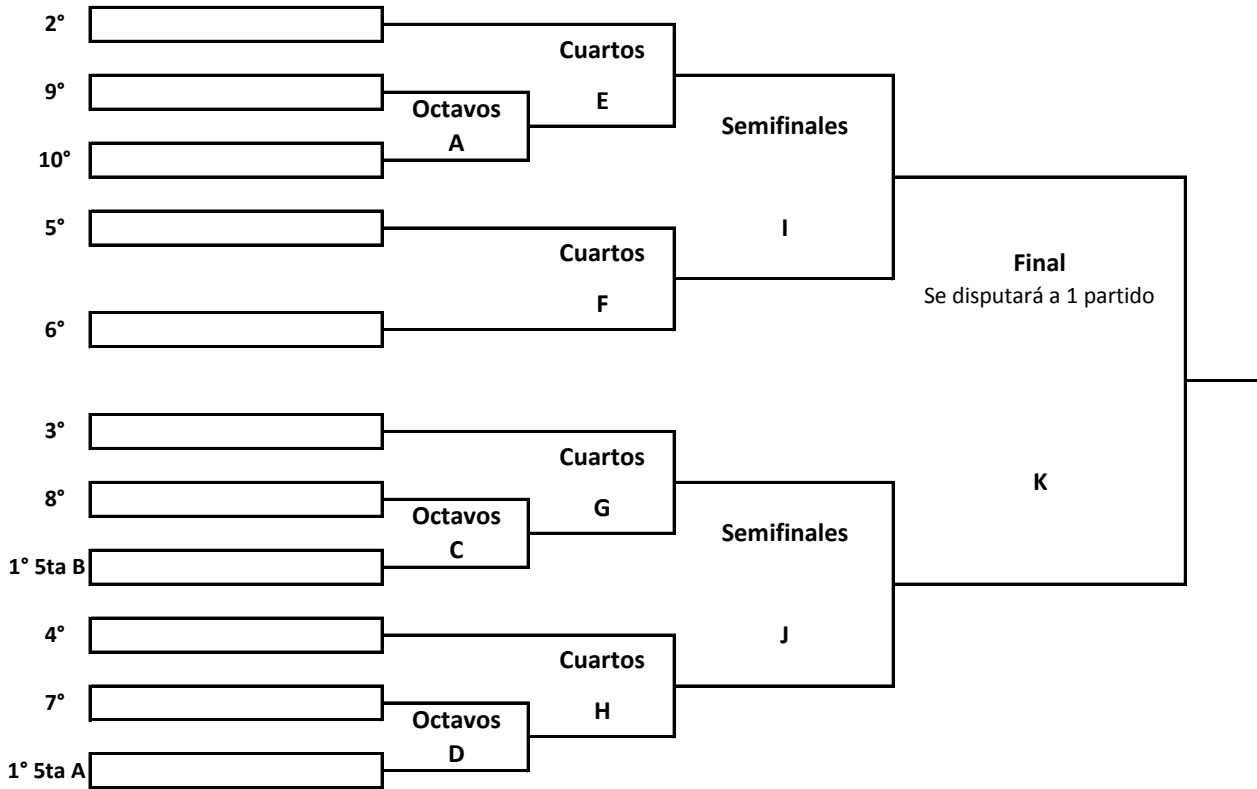 2°
Cuartos
9°
E
Octavos
Semifinales
A
10°
5°
I
Cuartos
Final
Se disputará a 1 partido
F
6°
3°
Cuartos
K
8°
G
Octavos
Semifinales
C
1° 5ta B
4°
J
Cuartos
7°
H
Octavos
D
1° 5ta A